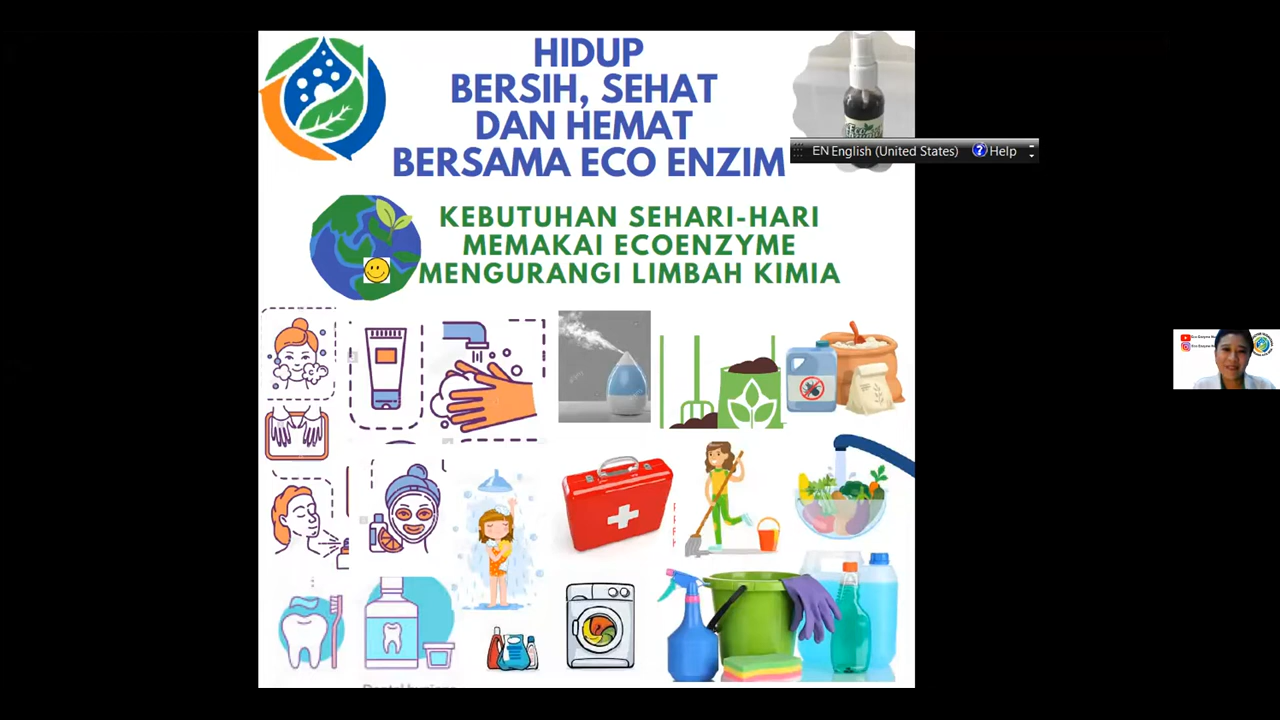 HIDUP
BERSIH, SEHAT
DAN HEMAT
BERSAMA ECO ENZIM
EN English (United States) Help
KEBUTUHAN SEHARI-HARI
MEMAKAI ECOENZYME
MENGURANGI LIMBAH KIMIA